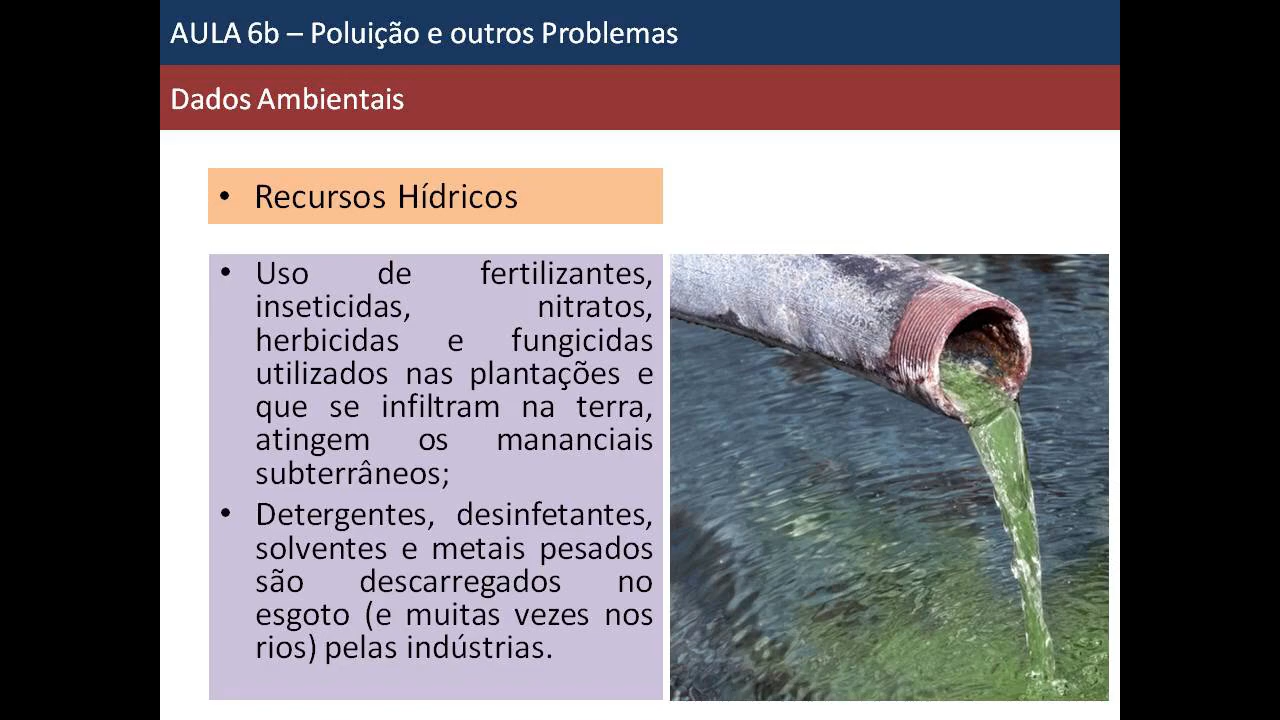 AULA 6b – Poluição e outros Problemas
Dados Ambientais
• Recursos Hídricos
• Uso de fertilizantes,
inseticidas, nitratos,
herbicidas e fungicidas
utilizados nas plantações e
que se infiltram na terra,
atingem os mananciais
subterrâneos;
• Detergentes, desinfetantes,
solventes e metais pesados
são descarregados no
esgoto (e muitas vezes nos
rios) pelas indústrias.